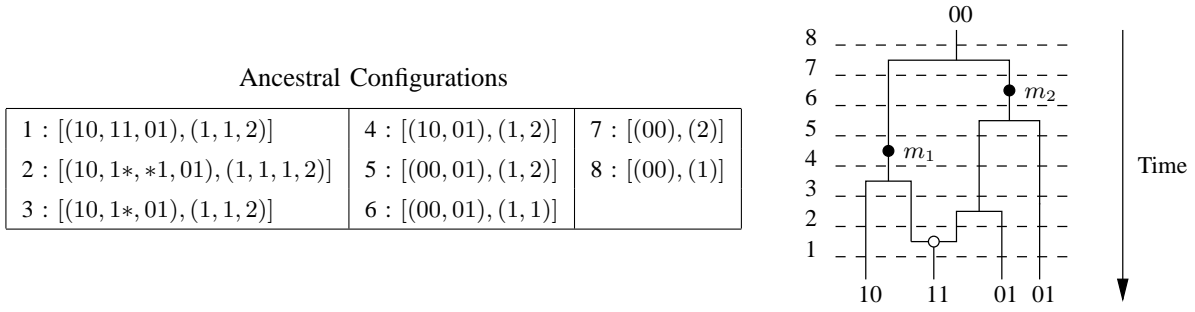 Ancestral Configurations
1 : [(10, 11, 01), (1, 1, 2)]
2 : [(10, 1∗, ∗1, 01), (1, 1, 1, 2)]
3 : [(10, 1∗, 01), (1, 1, 2)]
4 : [(10, 01), (1, 2)]
5 : [(00, 01), (1, 2)]
6 : [(00, 01), (1, 1)]
7 : [(00), (2)]
8 : [(00), (1)]
00
8
7
6
5
4
3
2
1
m2
m1
10 11 01 01
Time